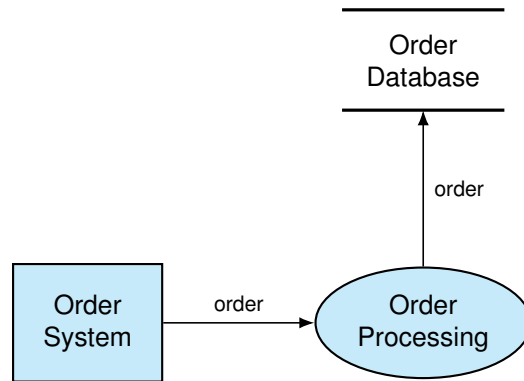 Order
Database
order
Order
System
order
Order
Processing